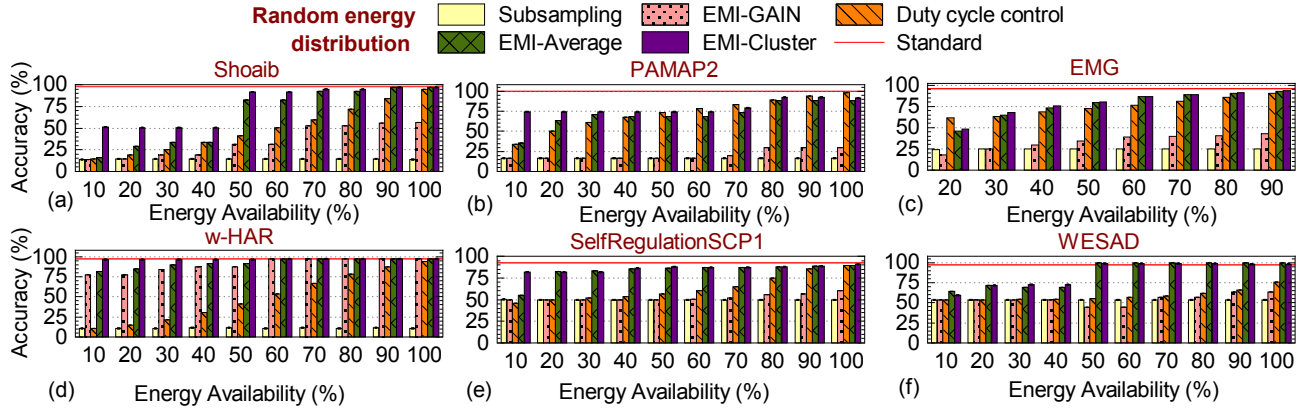 Random energy distribution
Subsampling
EMI-GAIN
Duty cycle control
EMI-Average
EMI-Cluster
Standard
Shoaib
Accuracy (%)
100
75
50
25
0
10 20 30 40 50 60 70 80 90 100
(a)
Energy Availability (%)
PAMAP2
100
75
50
25
0
10 20 30 40 50 60 70 80 90 100
(b)
Energy Availability (%)
EMG
100
75
50
25
0
20 30 40 50 60 70 80 90
(c)
Energy Availability (%)
w-HAR
Accuracy (%)
100
75
50
25
0
10 20 30 40 50 60 70 80 90 100
(d)
Energy Availability (%)
SelfRegulationSCP1
100
75
50
25
0
10 20 30 40 50 60 70 80 90 100
(e)
Energy Availability (%)
WESAD
100
75
50
25
0
10 20 30 40 50 60 70 80 90 100
(f)
Energy Availability (%)